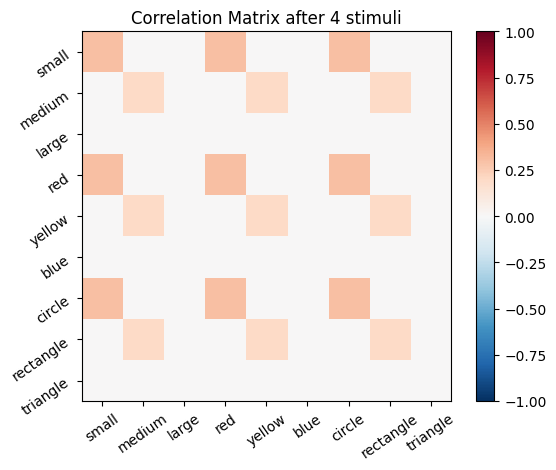 Correlation Matrix after 4 stimuli
small
medium
large
red
yellow
blue
circle
rectangle
triangle
small
medium
large
red
yellow
blue
circle
rectangle
triangle
1.00
0.75
0.50
0.25
0.00
−0.25
−0.50
−0.75
−1.00